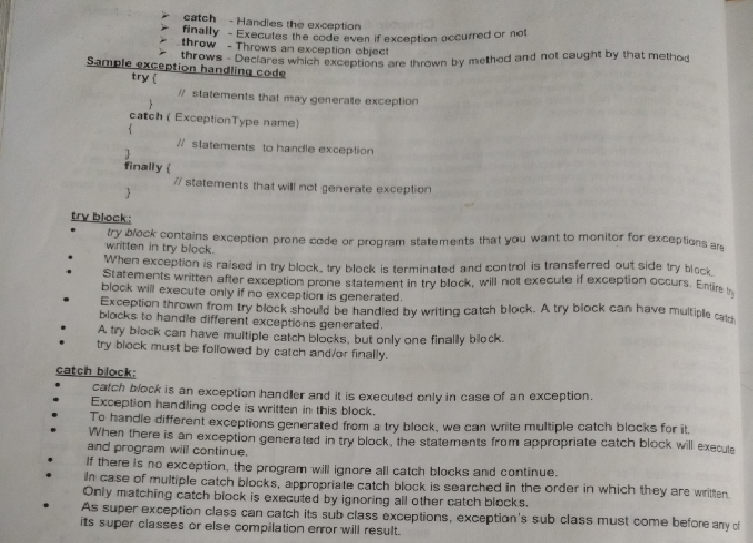 ➢ catch - Handles the exception
➢ finally - Executes the code even if exception occurred or not
➢ throw - Throws an exception object
➢ throws - Declares which exceptions are thrown by method and not caught by that method
Sample exception handling code
try {
// statements that may generate exception
}
catch ( ExceptionType name)
{
// statements to handle exception
}
finally {
// statements that will not generate exception
}
try block:
• try block contains exception prone code or program statements that you want to monitor for exceptions are
written in try block.
• When exception is raised in try block, try block is terminated and control is transferred out side try block.
• Statements written after exception prone statement in try block, will not execute if exception occurs. Entire try
block will execute only if no exception is generated.
• Exception thrown from try block should be handled by writing catch block. A try block can have multiple catch
blocks to handle different exceptions generated.
• A try block can have multiple catch blocks, but only one finally block.
• try block must be followed by catch and/or finally.
catch block:
• catch block is an exception handler and it is executed only in case of an exception.
• Exception handling code is written in this block.
• To handle different exceptions generated from a try block, we can write multiple catch blocks for it.
• When there is an exception generated in try block, the statements from appropriate catch block will execute
and program will continue.
• If there is no exception, the program will ignore all catch blocks and continue.
• In case of multiple catch blocks, appropriate catch block is searched in the order in which they are written.
Only matching catch block is executed by ignoring all other catch blocks.
• As super exception class can catch its sub class exceptions, exception's sub class must come before any of
its super classes or else compilation error will result.